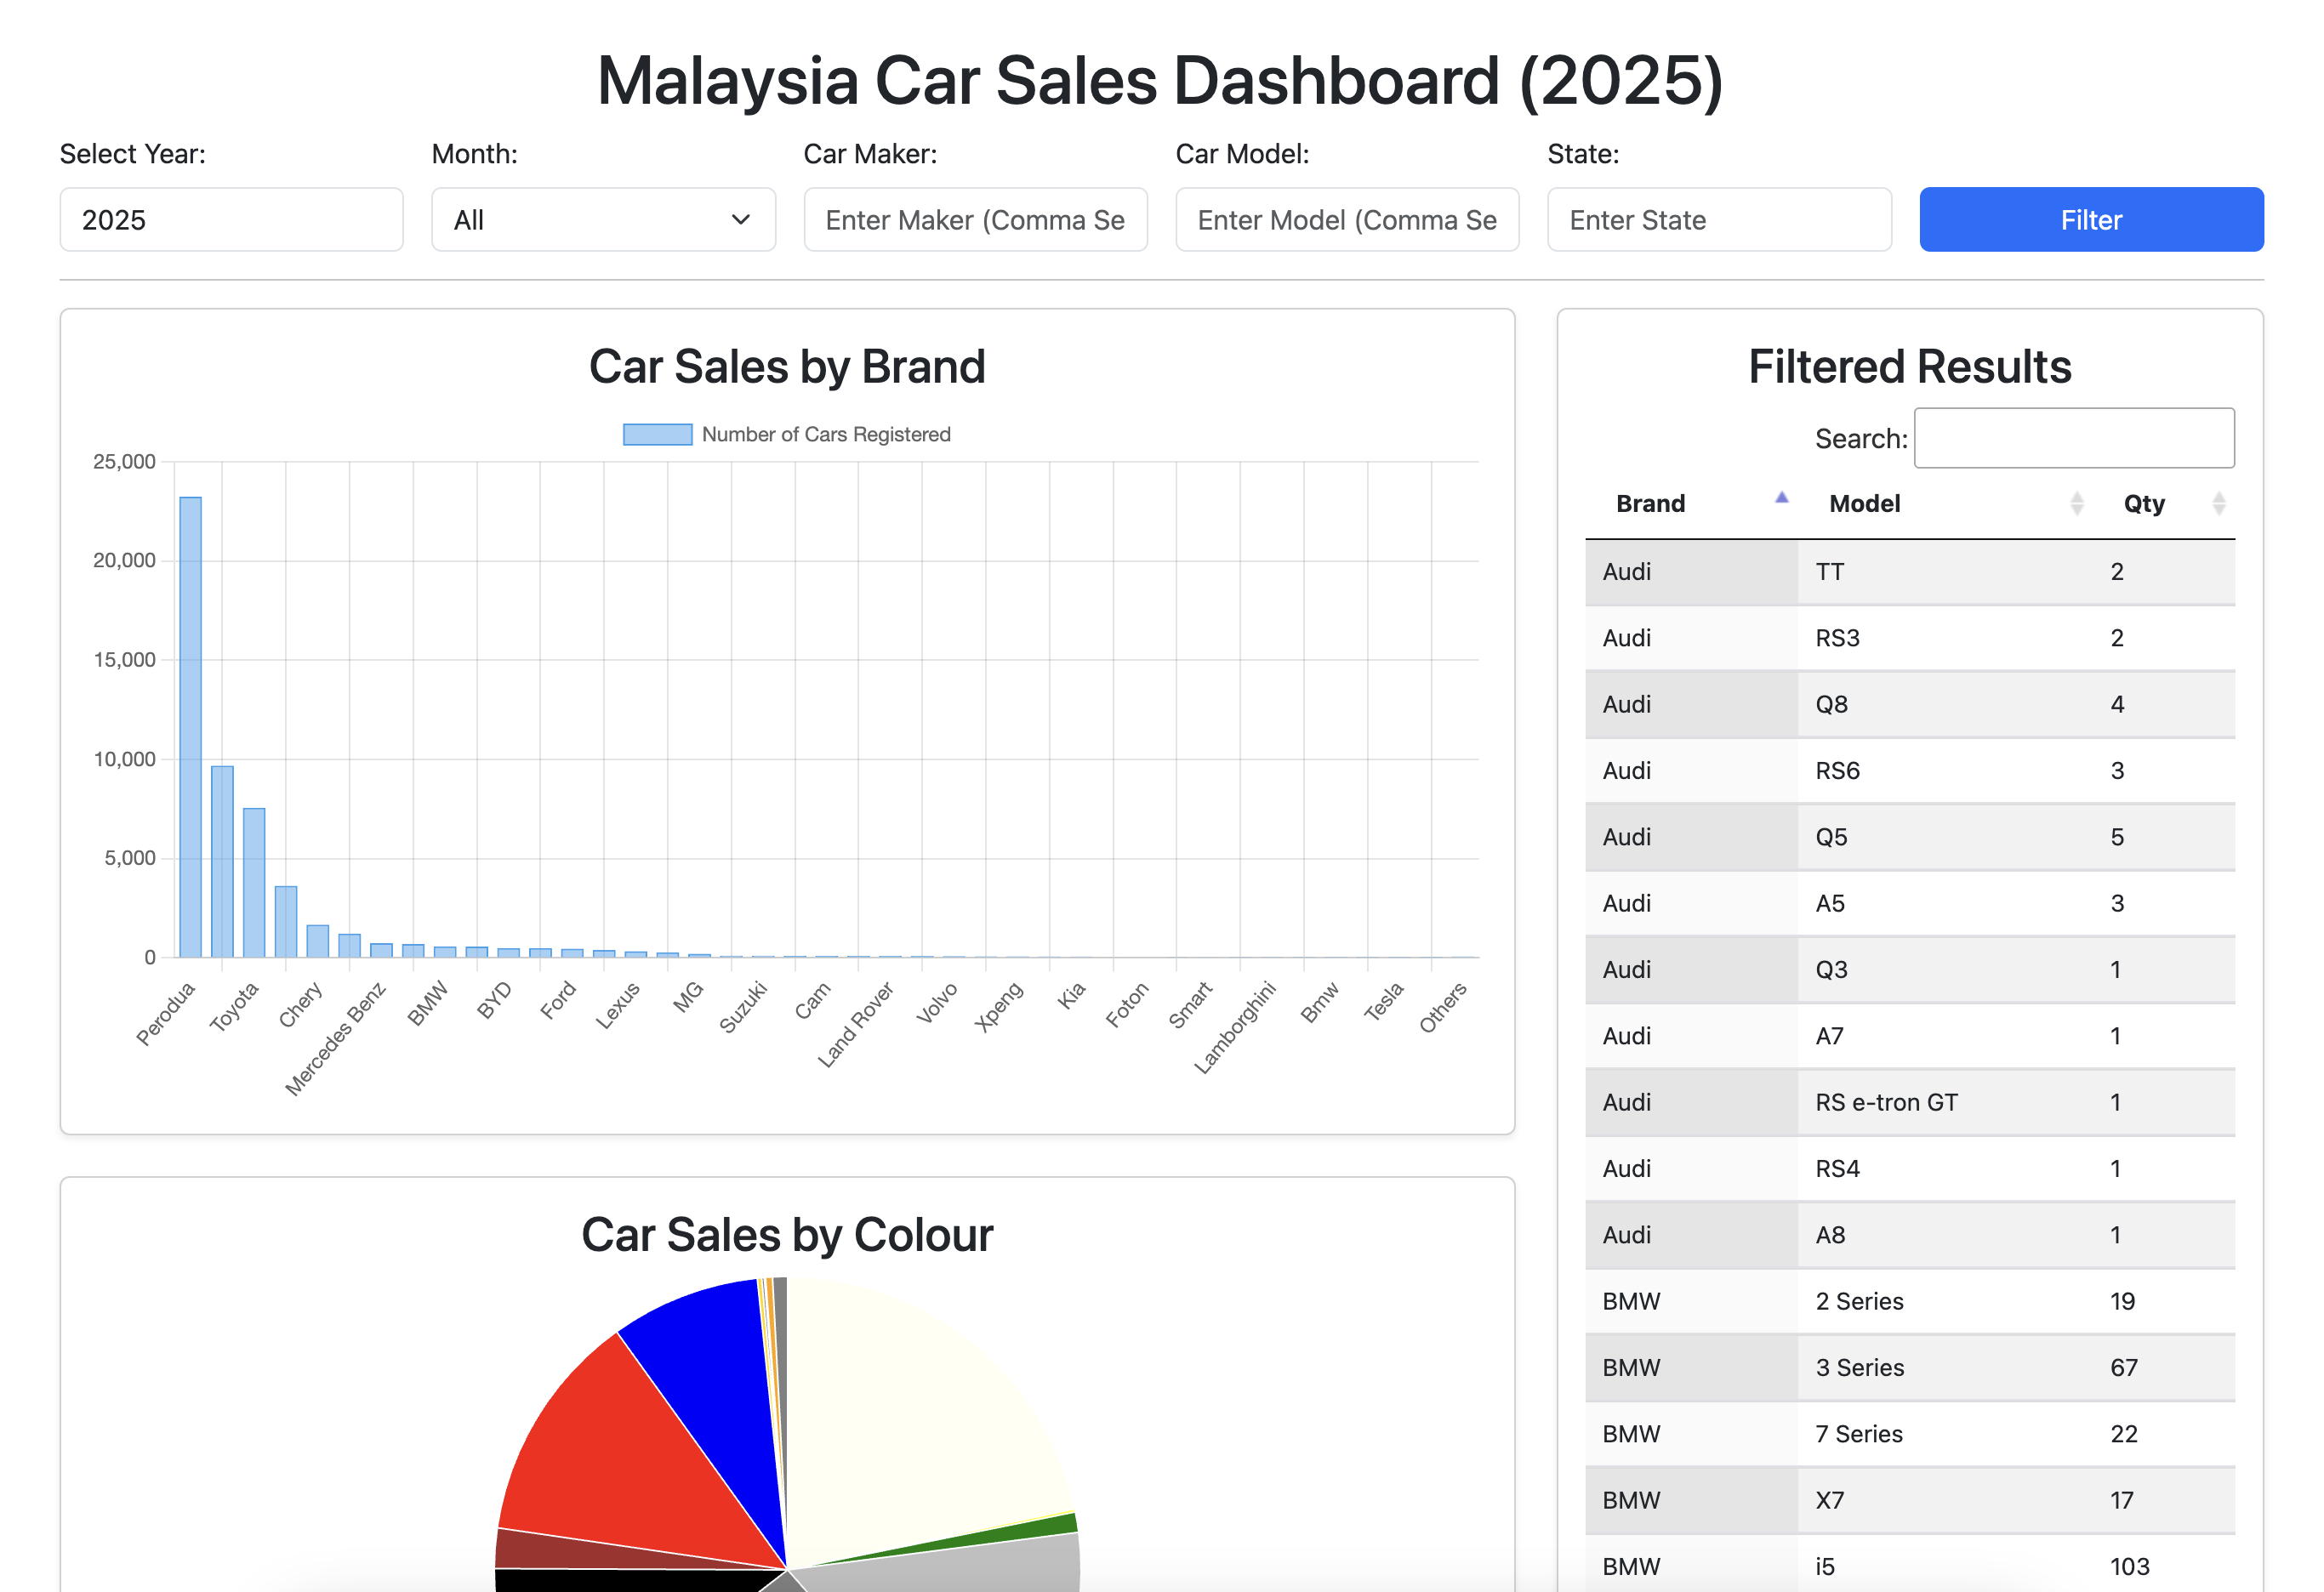 Malaysia Car Sales Dashboard (2025)
Select Year:
Month:
Car Maker:
Car Model:
State:
2025
All
Enter Maker (Comma Se
Enter Model (Comma Se
Enter State
Filter
Car Sales by Brand
Number of Cars Registered
25,000
20,000
15,000
10,000
5,000
0
Perodua
Toyota
Chery
Mercedes Benz
BMW
BYD
Ford
Lexus
MG
Suzuki
Cam
Land Rover
Volvo
Xpeng
Kia
Foton
Smart
Lamborghini
Bmw
Tesla
Others
Car Sales by Colour
Filtered Results
Search:
Brand Model Qty
Audi TT 2
Audi RS3 2
Audi Q8 4
Audi RS6 3
Audi Q5 5
Audi A5 3
Audi Q3 1
Audi A7 1
Audi RS e-tron GT 1
Audi RS4 1
Audi A8 1
BMW 2 Series 19
BMW 3 Series 67
BMW 7 Series 22
BMW X7 17
BMW i5 103